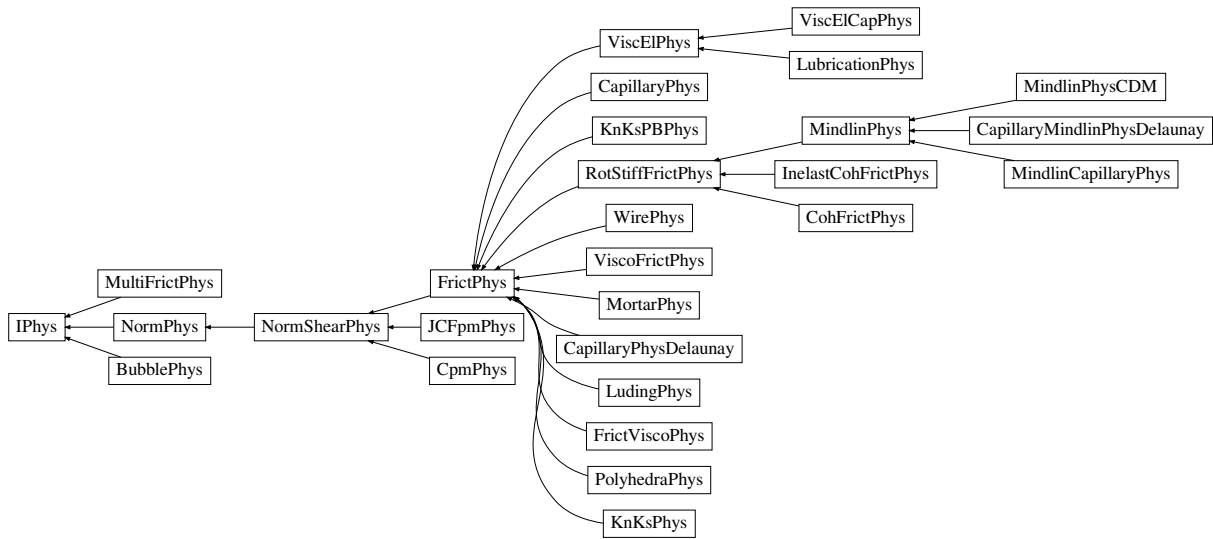 ViscElCapPhys
ViscElPhys
LubricationPhys
CapillaryPhys
MindlinPhysCDM
KnKsPBPhys
MindlinPhys
CapillaryMindlinPhysDelaunay
RotStiffFrictPhys
InelastCohFrictPhys
MindlinCapillaryPhys
WirePhys
CohFrictPhys
ViscoFrictPhys
MultiFrictPhys
FrictPhys
MortarPhys
IPhys
NormPhys
NormShearPhys
JCFpmPhys
CapillaryPhysDelaunay
BubblePhys
CpmPhys
LudingPhys
FrictViscoPhys
PolyhedraPhys
KnKsPhys